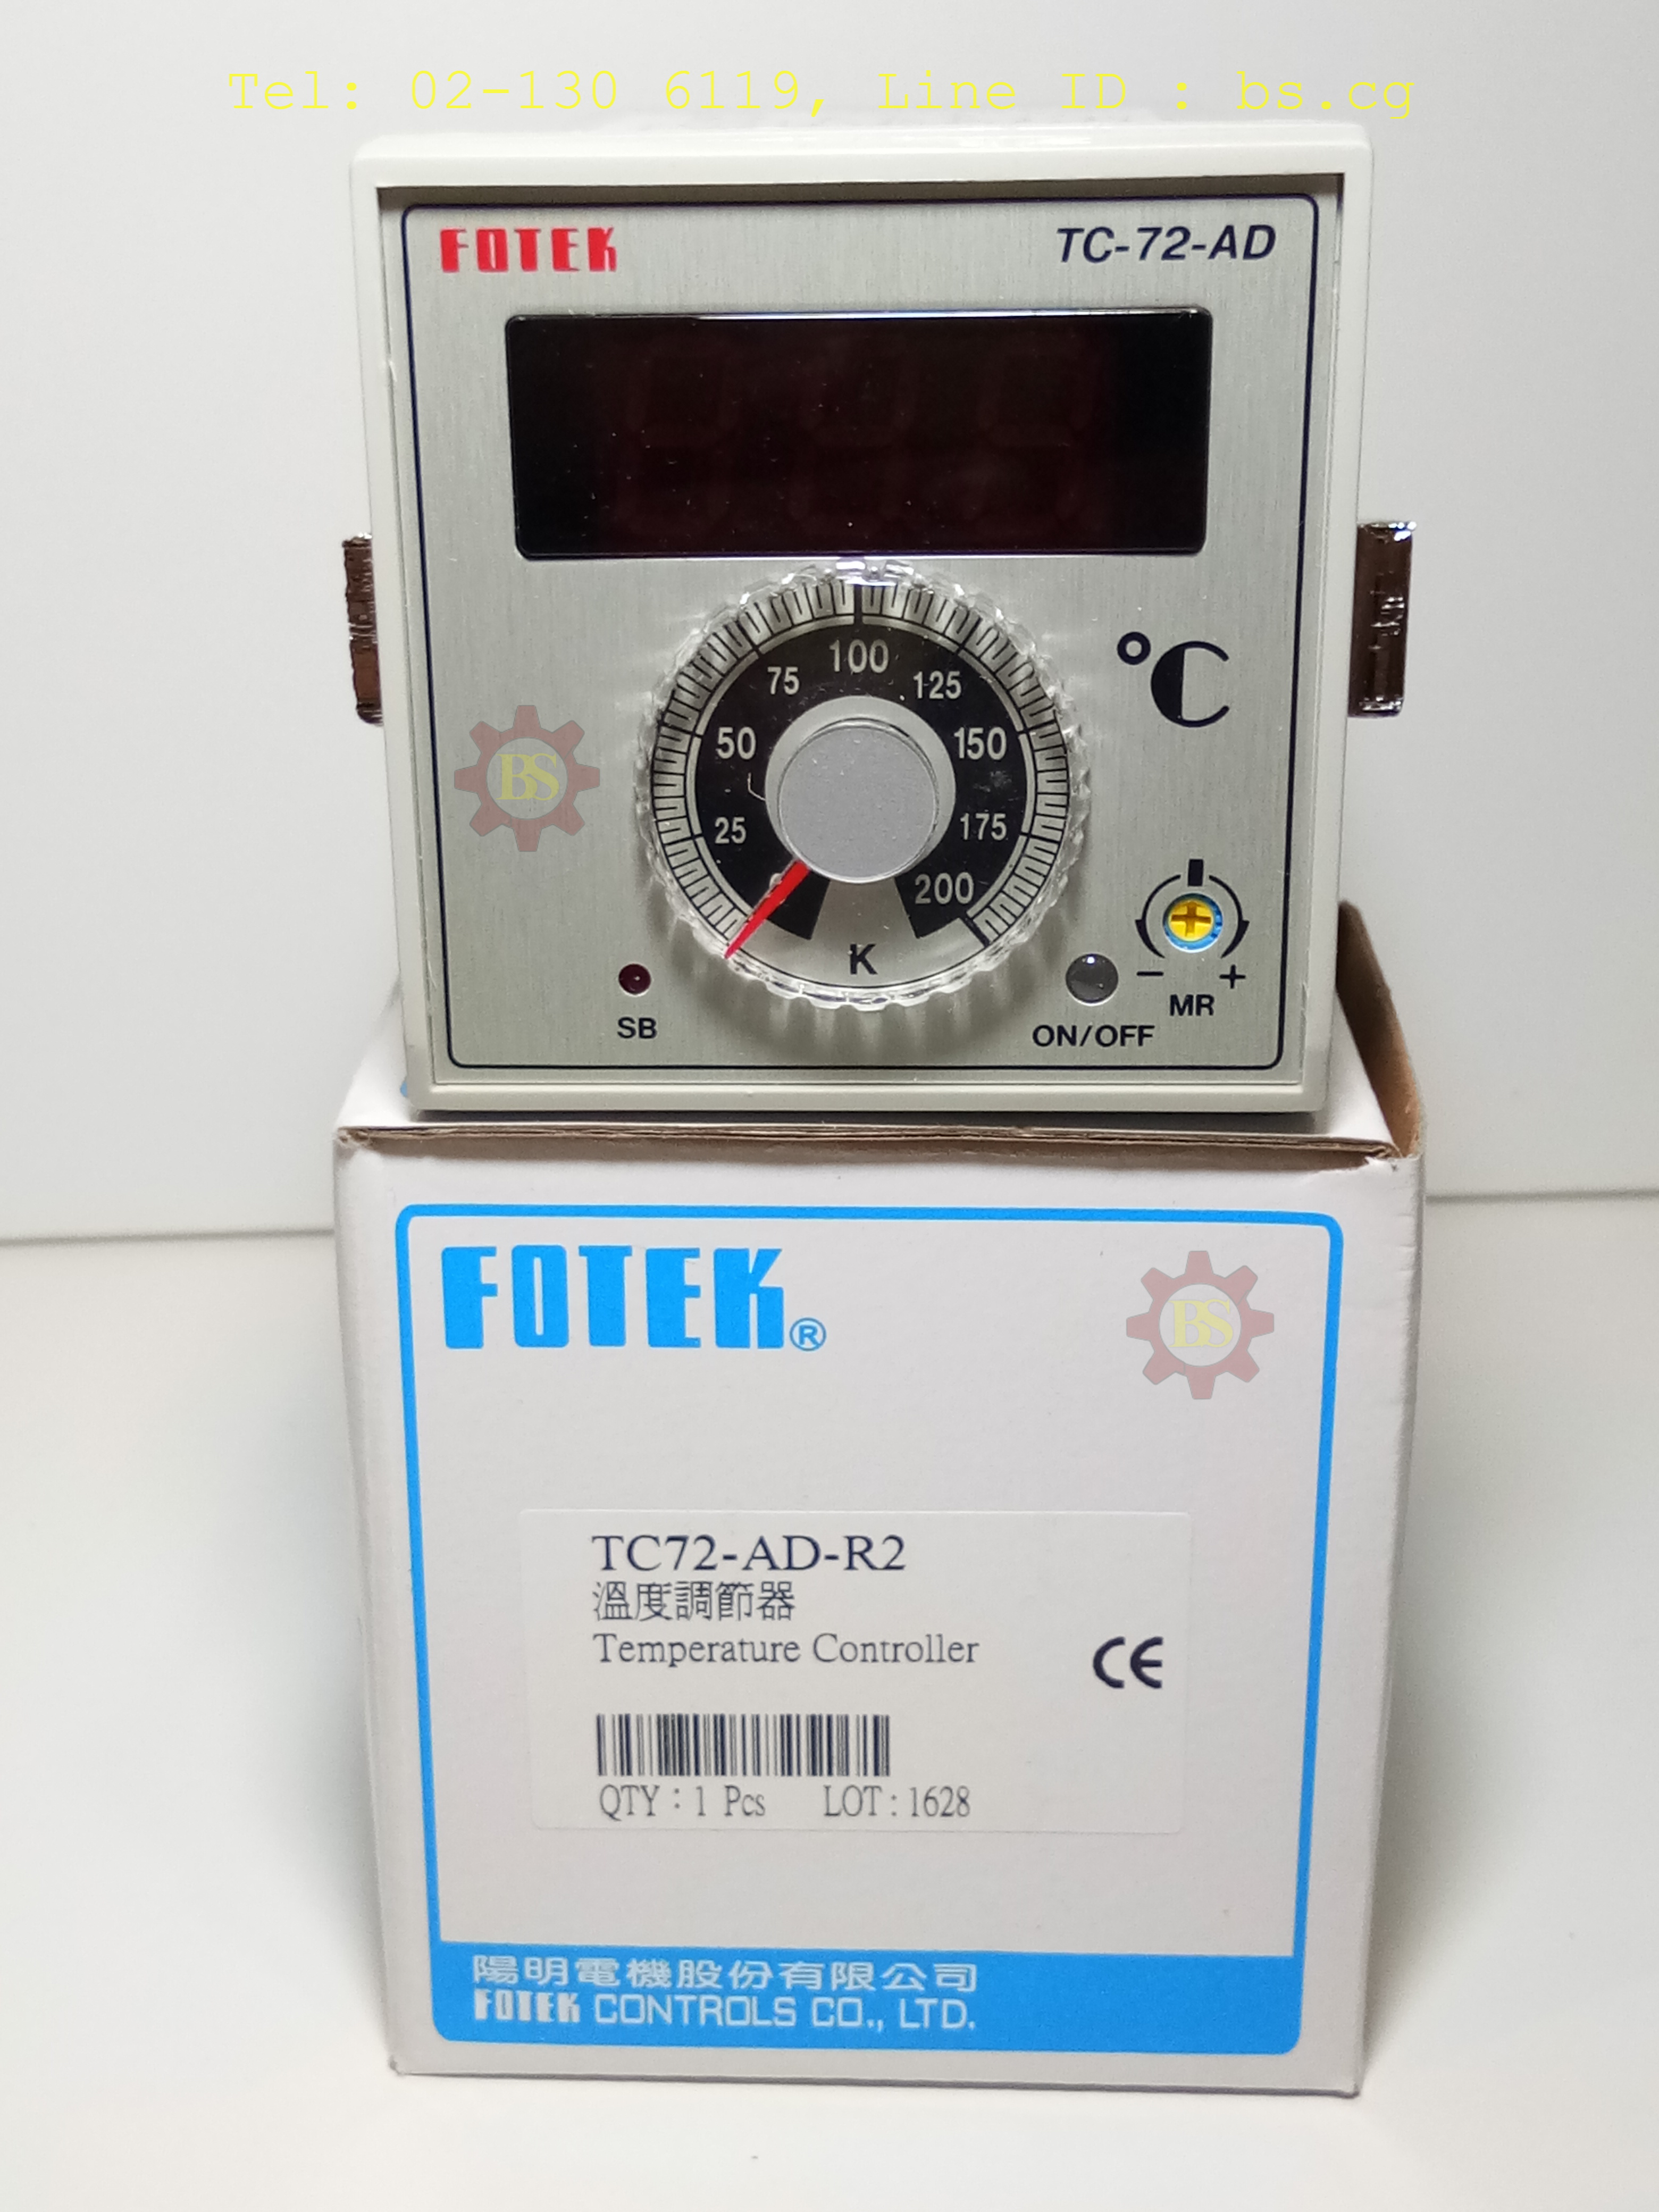 Tel: 02-130 6119, Line ID : bs.cg
FOTEK TC-72-AD
100
75 125
50 150
°C
BS
25 175
200
K
- +
MR
SB ON/OFF
FOTEK®
BS
TC72-AD-R2
溫度調節器
Temperature Controller
CE
QTY : 1 Pcs LOT : 1628
陽明電機股份有限公司
FOTEK CONTROLS CO., LTD.